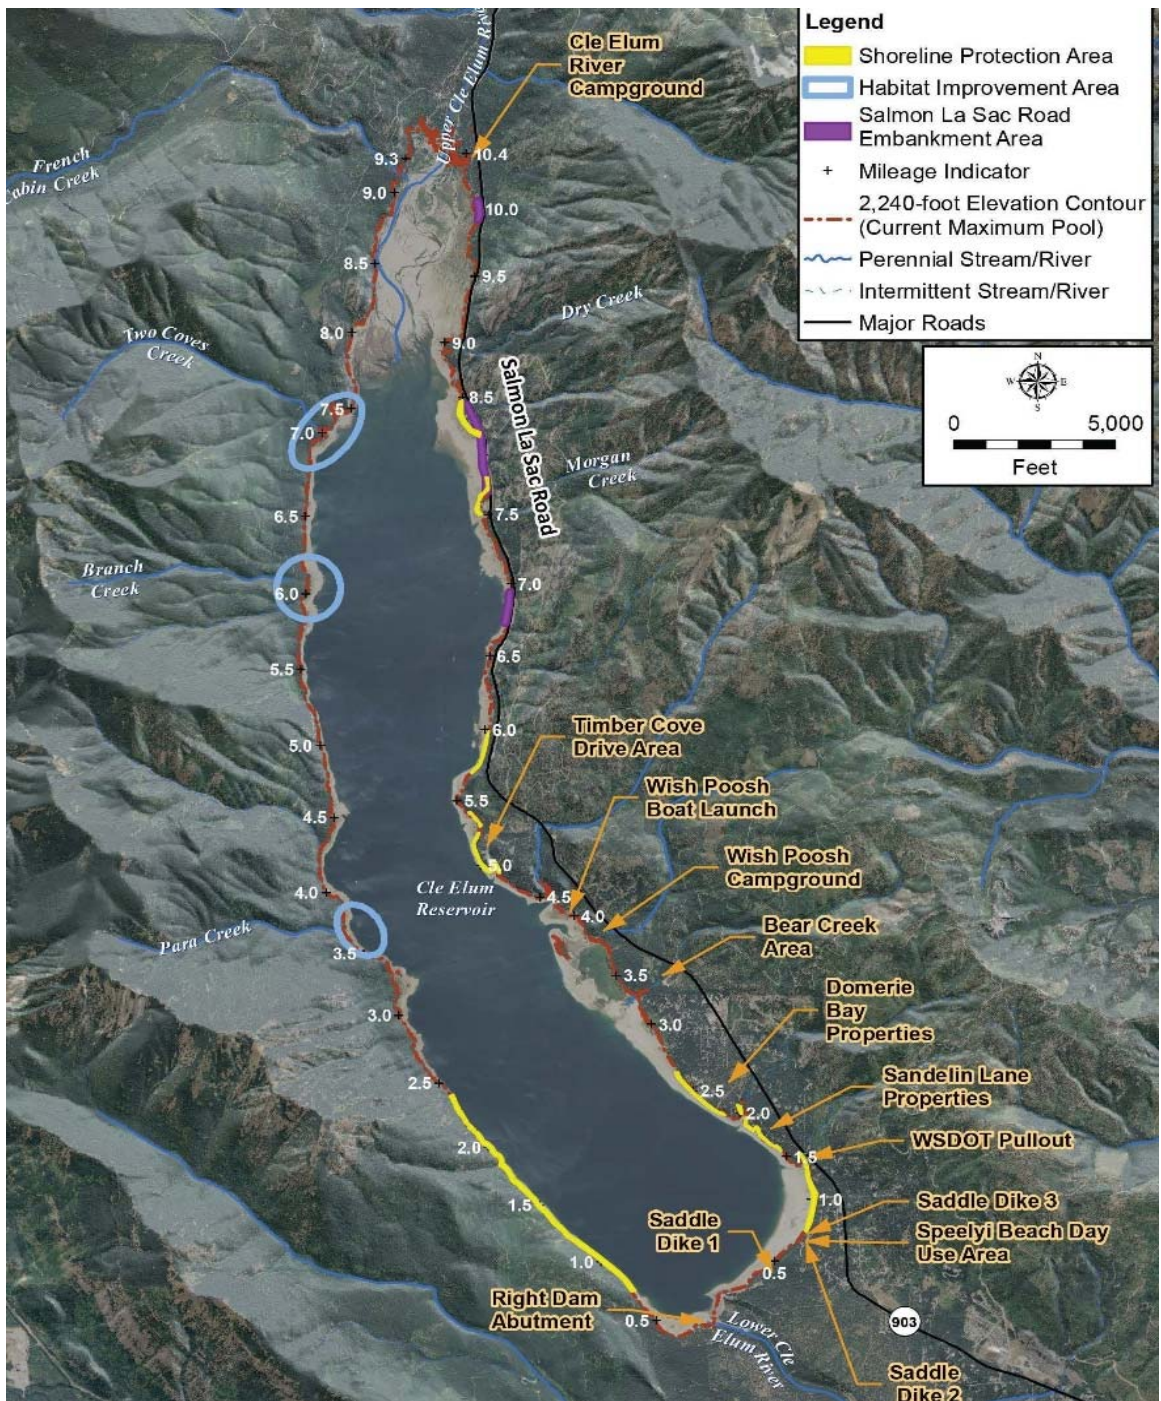 Legend
Shoreline Protection Area
Habitat Improvement Area
Salmon La Sac Road
Embankment Area
Mileage Indicator
2,240-foot Elevation Contour
(Current Maximum Pool)
Perennial Stream/River
Intermittent Stream/River
Major Roads
N
W
E
S
0
5,000
Feet
Upper Cle Elum River
Cle Elum
River
Campground
French
Cabin Creek
9.3
10.4
9.0
10.0
8.5
9.5
Dry Creek
8.0
9.0
Two Coves
Creek
7.5
8.5
7.0
Salmon La Sac Road
Morgan
Creek
6.5
7.5
Branch
Creek
6.0
7.0
5.5
6.5
5.0
6.0
Timber Cove
Drive Area
4.5
5.5
Wish Poosh
Boat Launch
5.0
Wish Poosh
Campground
4.0
Cle Elum
Reservoir
4.5
4.0
Bear Creek
Area
Para Creek
3.5
3.5
Domerie
Bay
Properties
3.0
3.0
2.5
2.5
Sandelin Lane
Properties
2.0
2.0
WSDOT Pullout
1.5
1.5
1.0
Saddle Dike 3
Saddle
Dike 1
Speelyi Beach Day
Use Area
1.0
0.5
Right Dam
Abutment
0.5
Lower Cle
Elum River
903
Saddle
Dike 2